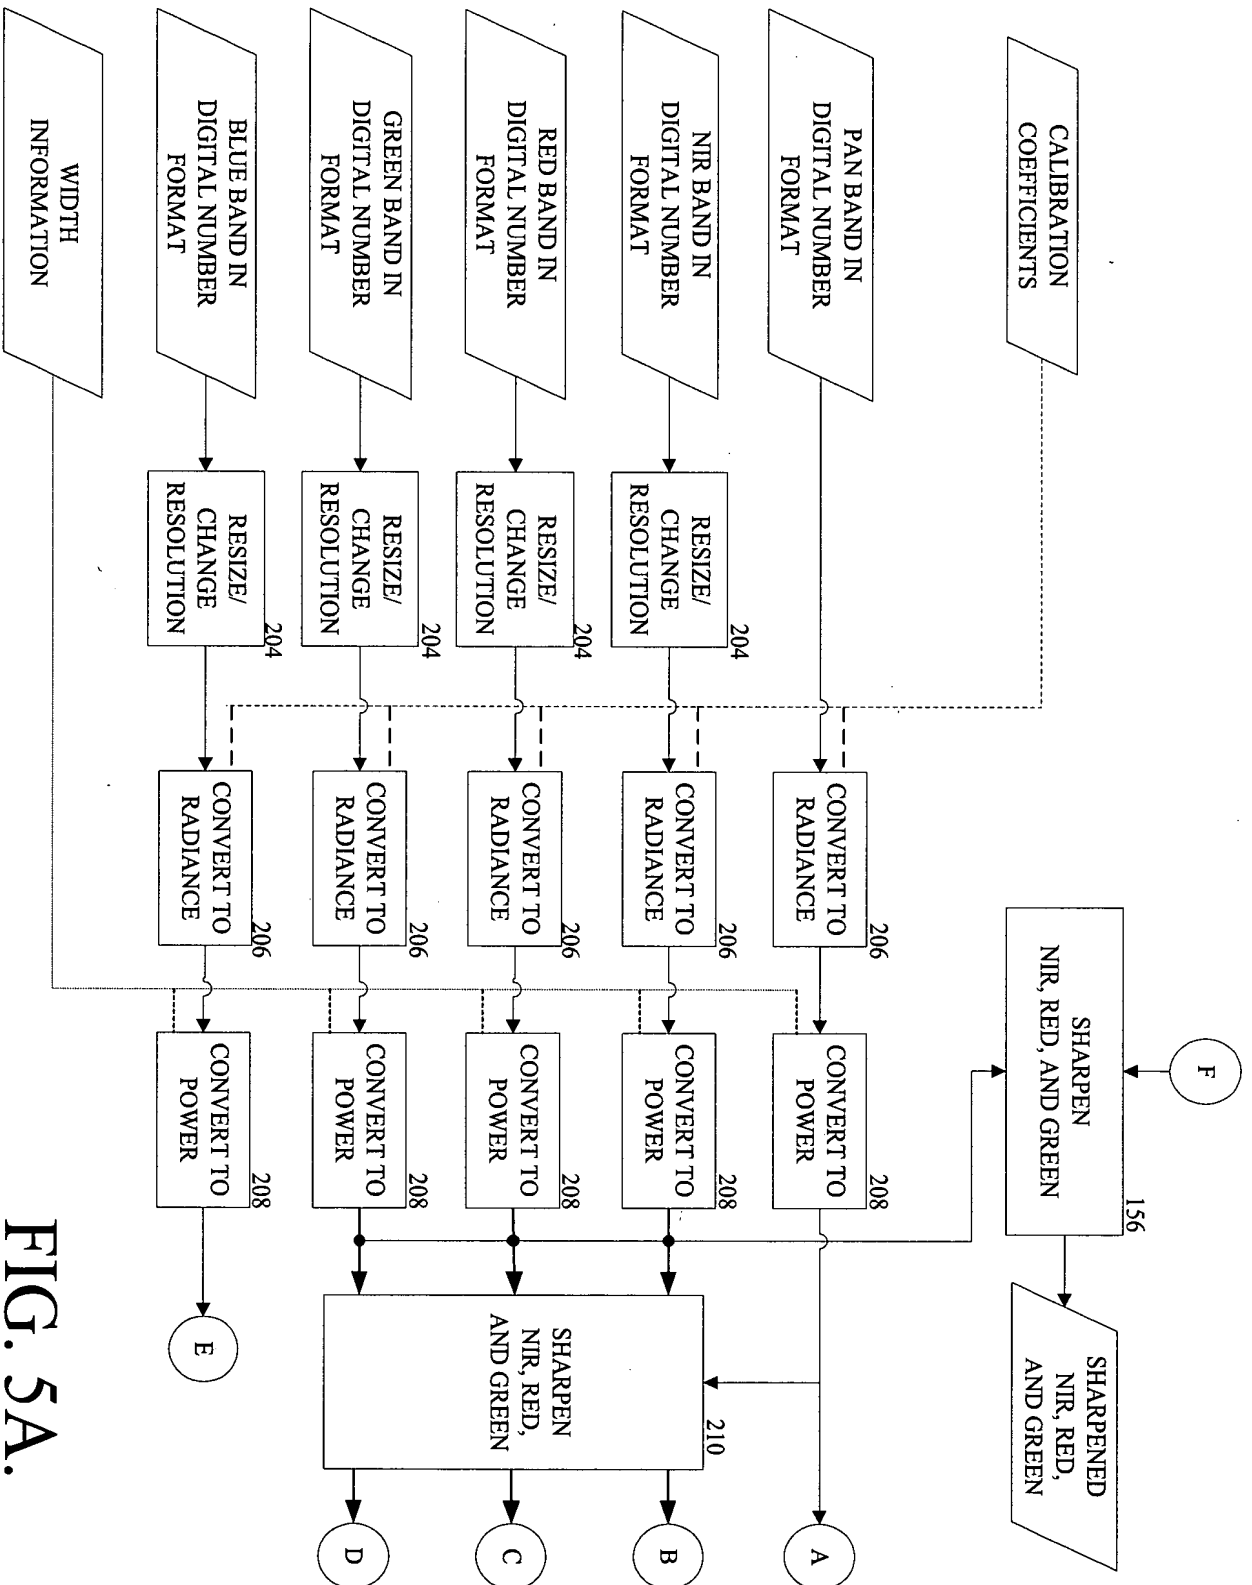 CALIBRATION
COEFFICIENTS
F
SHARPEN
NIR, RED, AND GREEN
156
SHARPENED
NIR, RED,
AND GREEN
PAN BAND IN
DIGITAL NUMBER
FORMAT
CONVERT TO
RADIANCE
206
CONVERT TO
POWER
208
A
NIR BAND IN
DIGITAL NUMBER
FORMAT
RESIZE/
CHANGE
RESOLUTION
204
CONVERT TO
RADIANCE
206
CONVERT TO
POWER
208
SHARPEN
NIR, RED,
AND GREEN
210
B
RED BAND IN
DIGITAL NUMBER
FORMAT
RESIZE/
CHANGE
RESOLUTION
204
CONVERT TO
RADIANCE
206
CONVERT TO
POWER
208
C
GREEN BAND IN
DIGITAL NUMBER
FORMAT
RESIZE/
CHANGE
RESOLUTION
204
CONVERT TO
RADIANCE
206
CONVERT TO
POWER
208
D
BLUE BAND IN
DIGITAL NUMBER
FORMAT
RESIZE/
CHANGE
RESOLUTION
204
CONVERT TO
RADIANCE
206
CONVERT TO
POWER
208
E
WIDTH
INFORMATION
FIG. 5A.